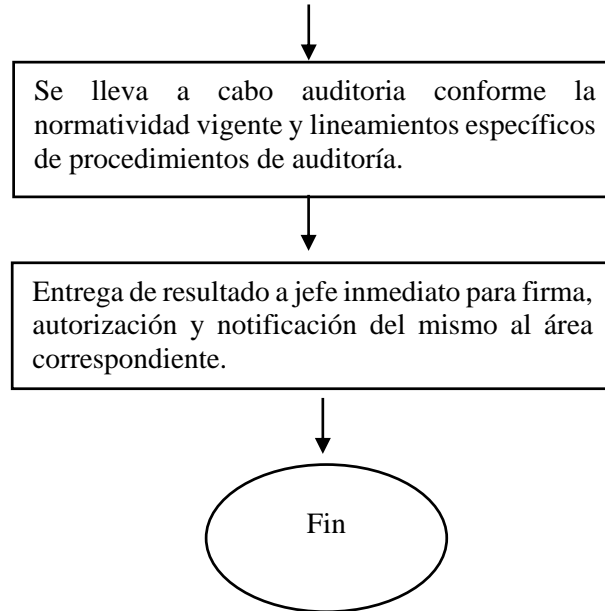 Se lleva a cabo auditoria conforme la
normatividad vigente y lineamientos específicos
de procedimientos de auditoría.
Entrega de resultado a jefe inmediato para firma,
autorización y notificación del mismo al área
correspondiente.
Fin